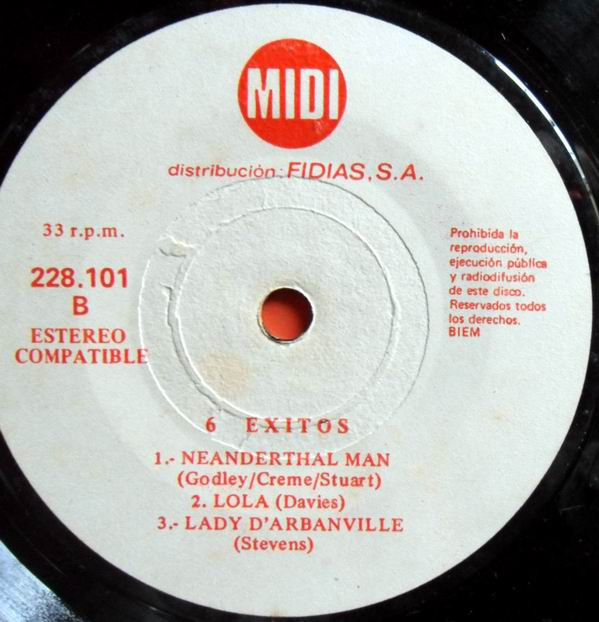 MIDI
distribución: FIDIAS, S.A.
33 r.p.m.
228.101
B
ESTEREO
COMPATIBLE
Prohibida la
reproducción,
ejecución pública
y radiodifusión
de este disco.
Reservados todos
los derechos.
BIEM
6 EXITOS
1.- NEANDERTHAL MAN
(Godley/Creme/Stuart)
2. LOLA (Davies)
3.- LADY D'ARBANVILLE
(Stevens)